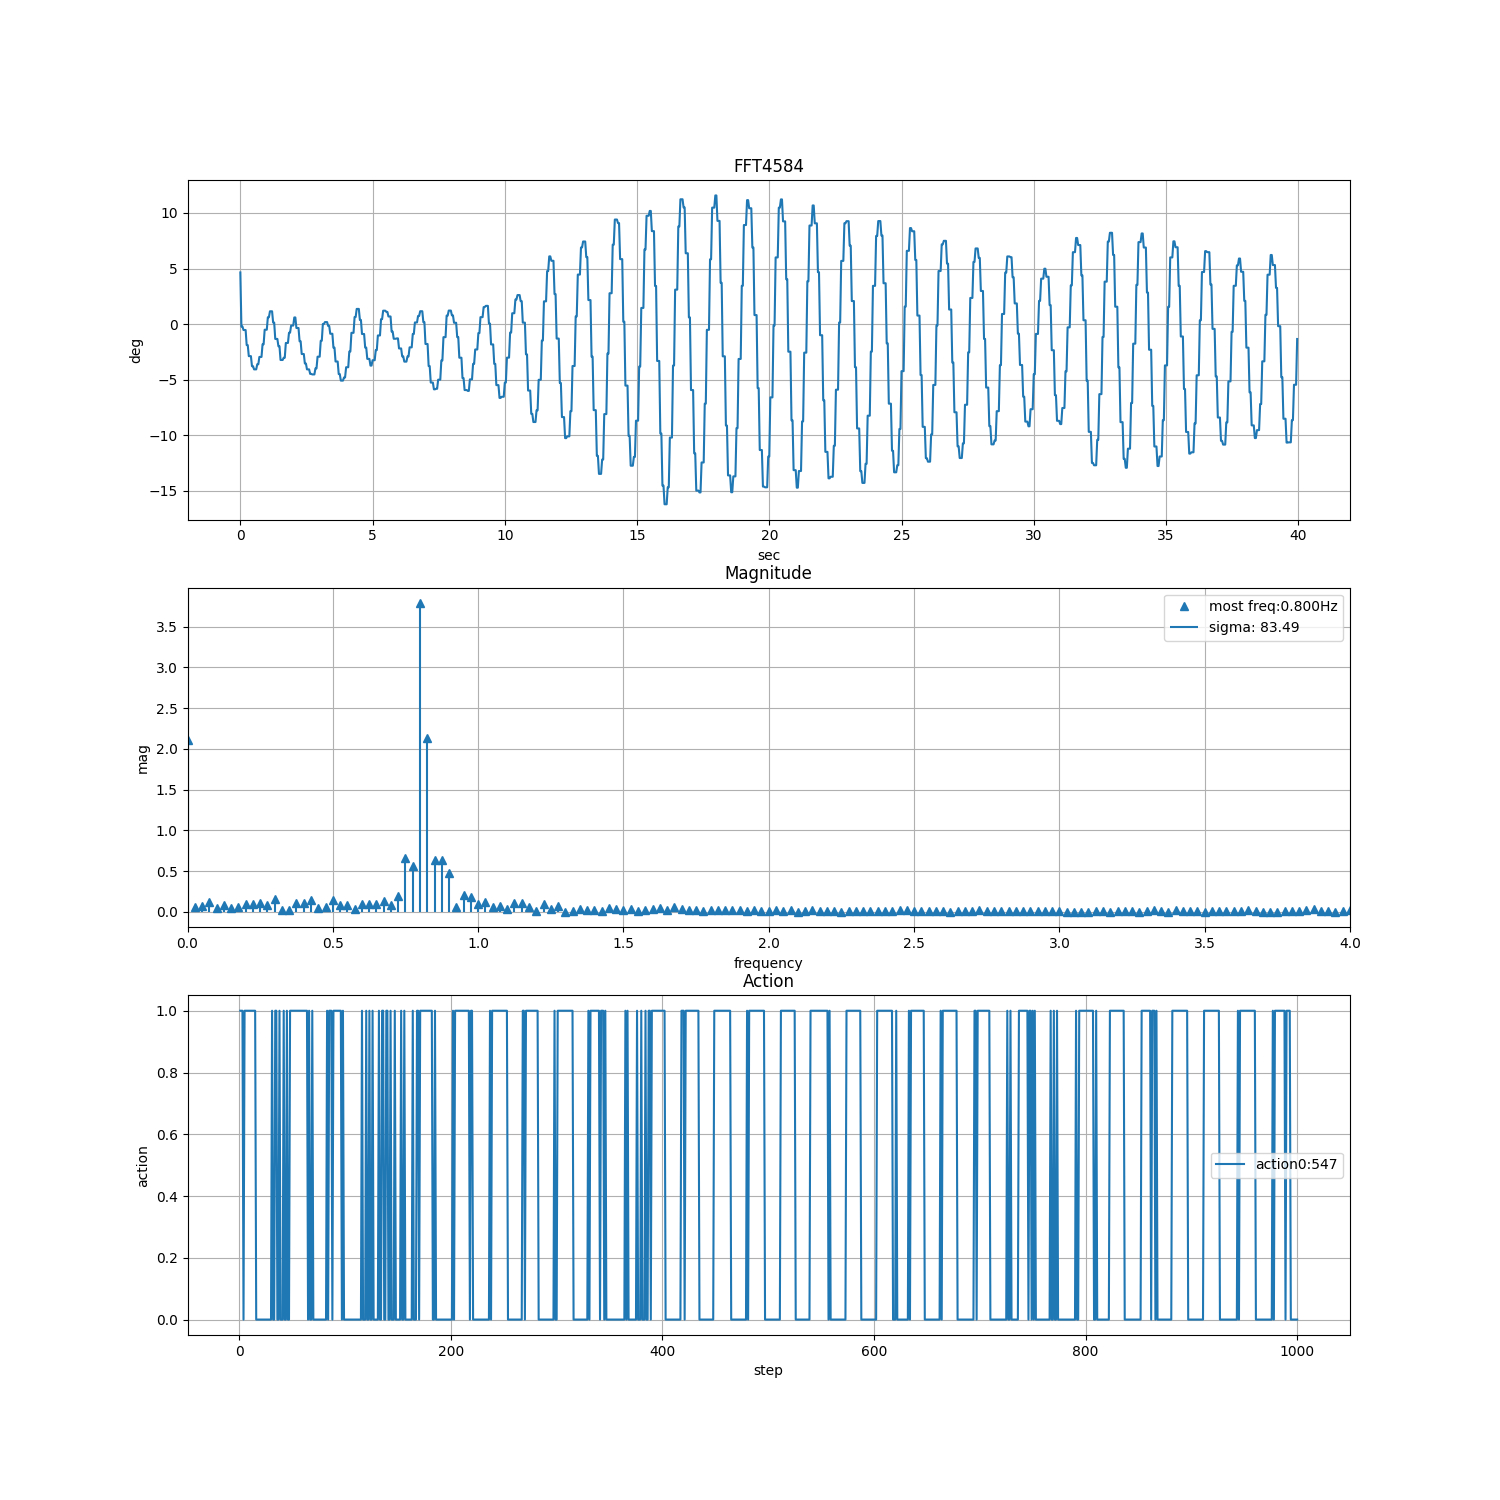 FFT4584
10
5
0
−5
−10
−15
deg
0 5 10 15 20 25 30 35 40
sec
Magnitude
most freq:0.800Hz
sigma: 83.49
3.5
3.0
2.5
2.0
1.5
1.0
0.5
0.0
mag
0.0 0.5 1.0 1.5 2.0 2.5 3.0 3.5 4.0
frequency
Action
1.0
0.8
0.6
0.4
0.2
0.0
action
action0:547
0 200 400 600 800 1000
step